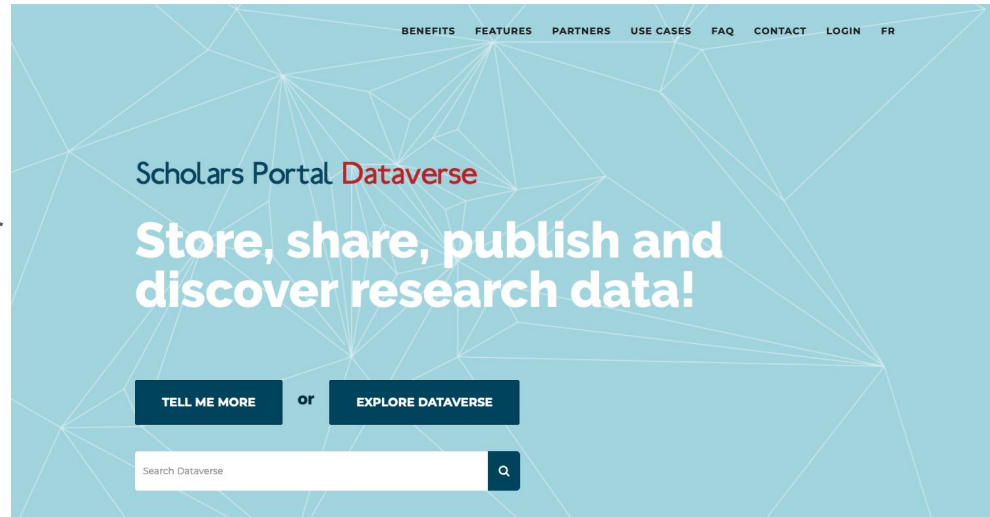 BENEFITS FEATURES PARTNERS USE CASES FAQ CONTACT LOGIN FR
Scholars Portal Dataverse
Store, share, publish and
discover research data!
TELL ME MORE or EXPLORE DATAVERSE
Search Dataverse